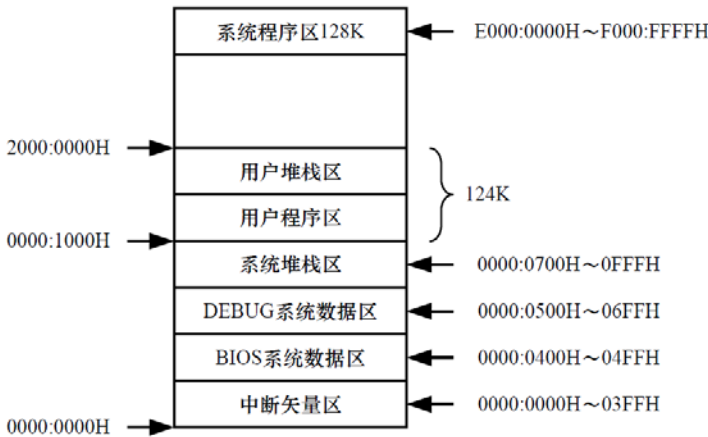 系统程序区128K
E000:0000H～F000:FFFFH
2000:0000H
用户堆栈区
124K
用户程序区
0000:1000H
系统堆栈区
0000:0700H～0FFFH
DEBUG系统数据区
0000:0500H～06FFH
BIOS系统数据区
0000:0400H～04FFH
中断矢量区
0000:0000H～03FFH
0000:0000H